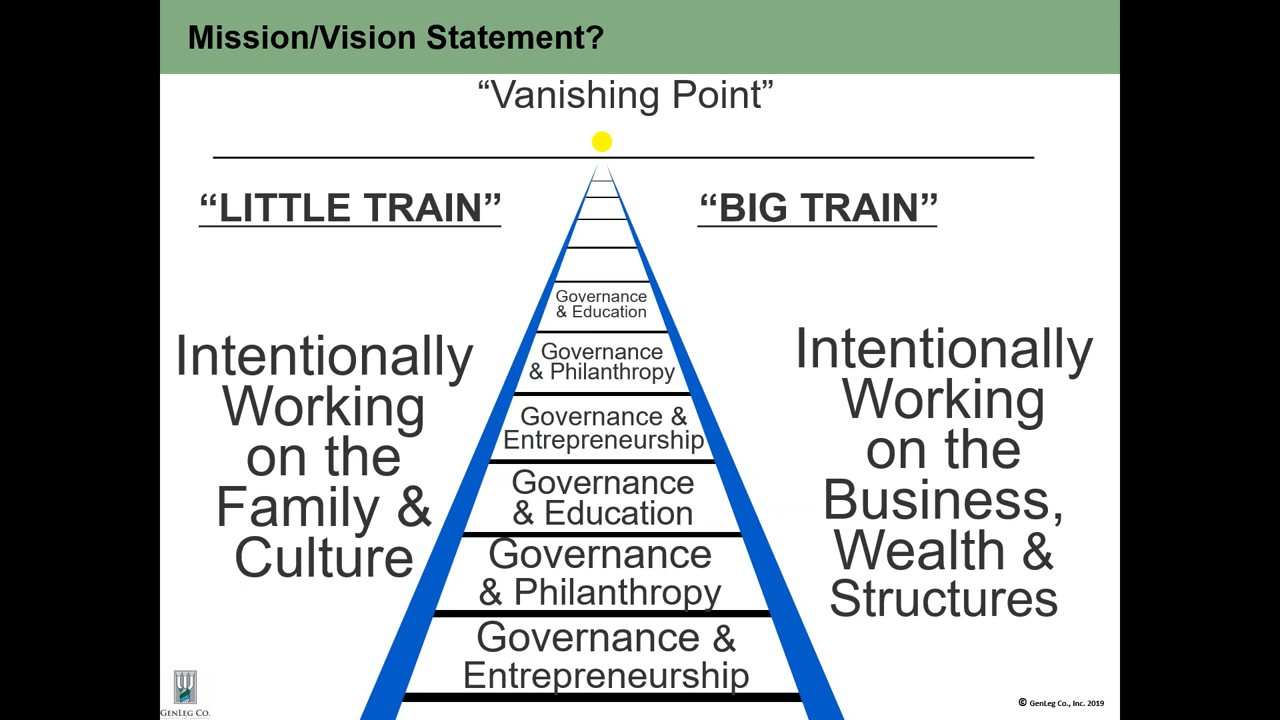 Mission/Vision Statement?
“Vanishing Point”
“LITTLE TRAIN”
“BIG TRAIN”
Intentionally
Working
on the
Family &
Culture
Governance
& Education
Governance
& Philanthropy
Governance &
Entrepreneurship
Governance
& Education
Governance
& Philanthropy
Governance &
Entrepreneurship
Intentionally
Working
on the
Business,
Wealth &
Structures
GENLEG CO.
© GenLeg Co., Inc. 2019